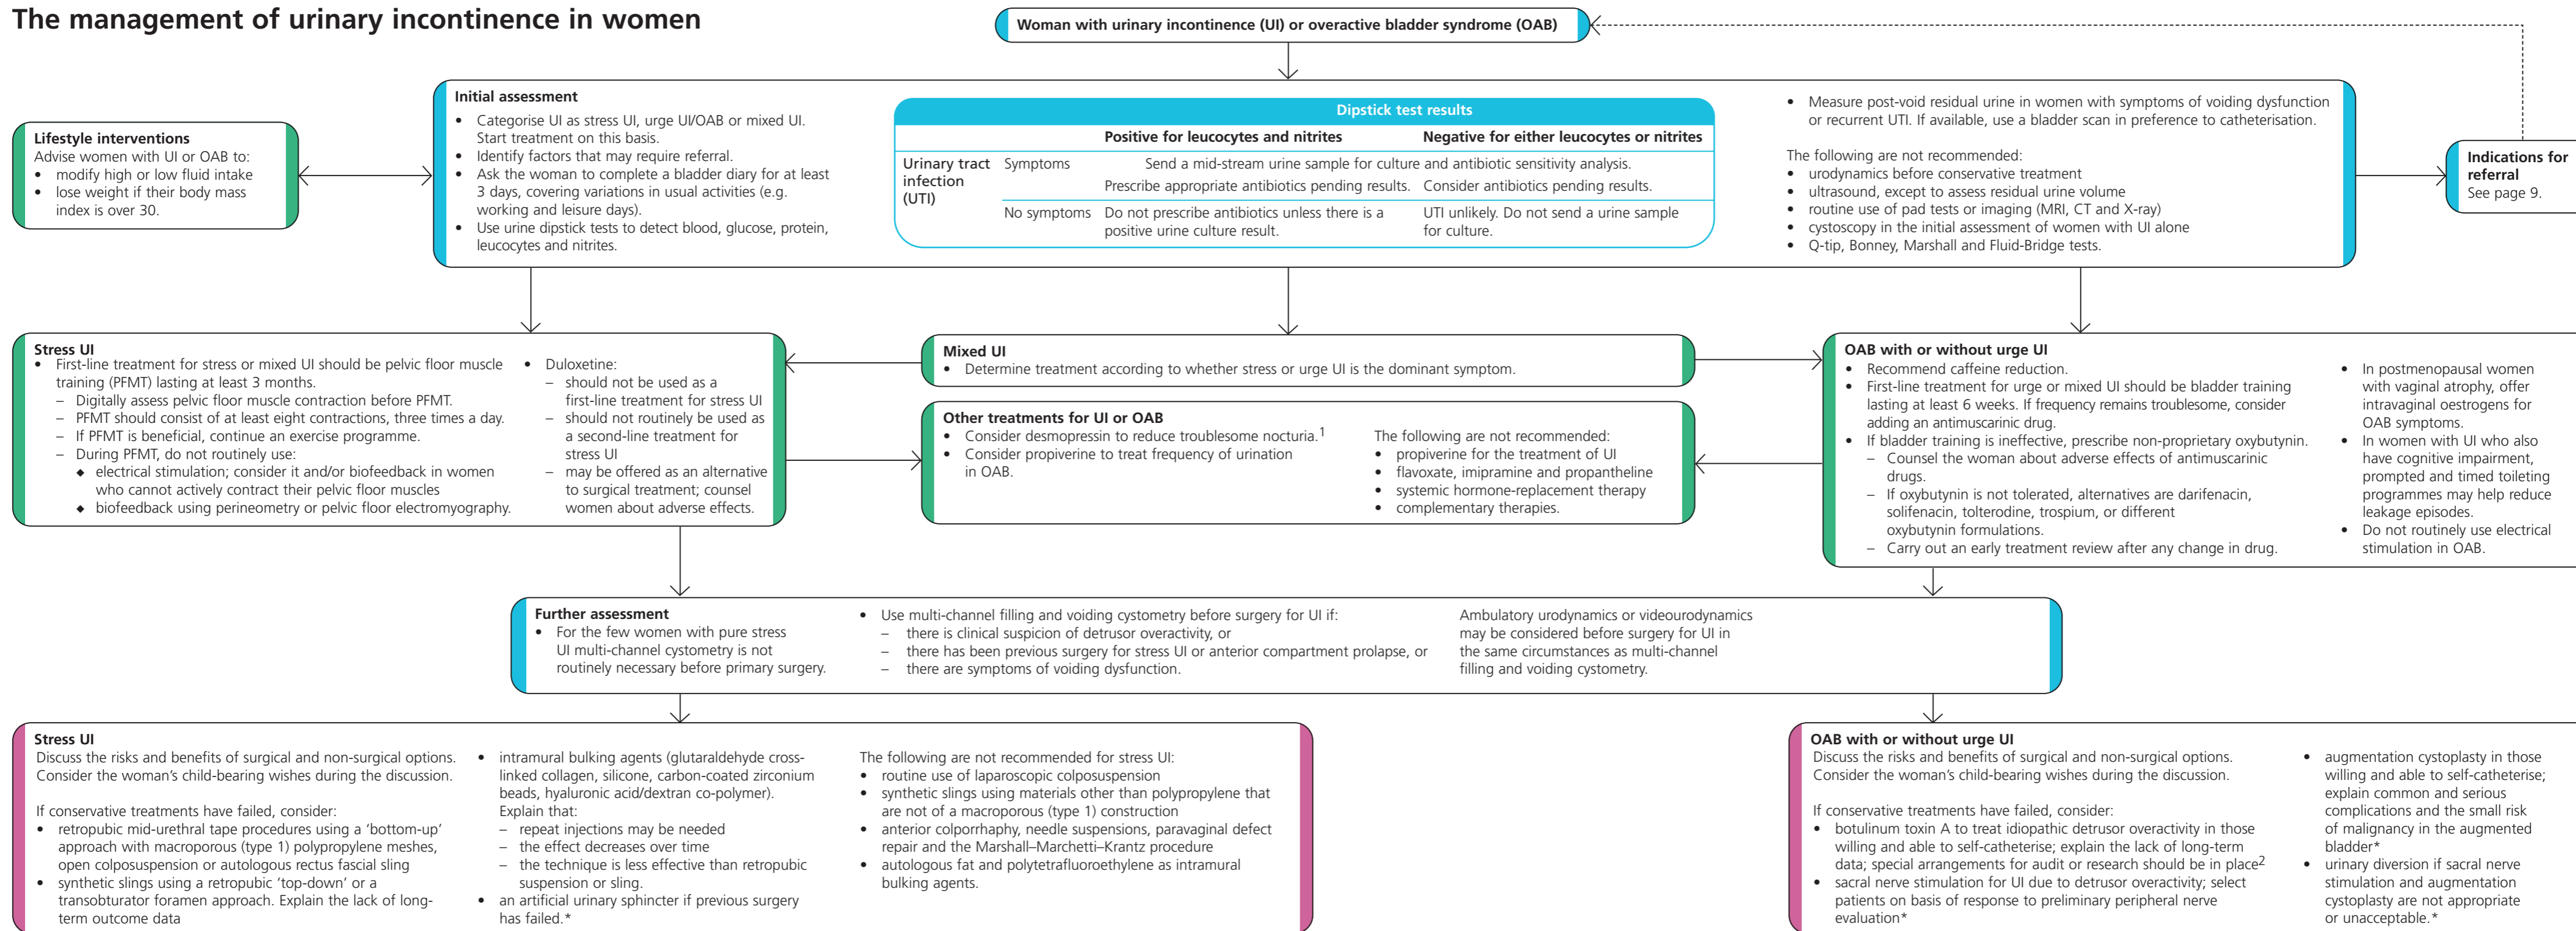 The management of urinary incontinence in women
Woman with urinary incontinence (UI) or overactive bladder syndrome (OAB)
Lifestyle interventions
Advise women with UI or OAB to:
• modify high or low fluid intake
• lose weight if their body mass
index is over 30.
Initial assessment
• Categorise UI as stress UI, urge UI/OAB or mixed UI.
Start treatment on this basis.
• Identify factors that may require referral.
• Ask the woman to complete a bladder diary for at least
3 days, covering variations in usual activities (e.g.
working and leisure days).
• Use urine dipstick tests to detect blood, glucose, protein,
leucocytes and nitrites.
Dipstick test results
Positive for leucocytes and nitrites
Negative for either leucocytes or nitrites
Urinary tract
infection
(UTI)
Symptoms
Send a mid-stream urine sample for culture and antibiotic sensitivity analysis.
Prescribe appropriate antibiotics pending results.
Consider antibiotics pending results.
No symptoms
Do not prescribe antibiotics unless there is a
positive urine culture result.
UTI unlikely. Do not send a urine sample
for culture.
• Measure post-void residual urine in women with symptoms of voiding dysfunction
or recurrent UTI. If available, use a bladder scan in preference to catheterisation.
The following are not recommended:
• urodynamics before conservative treatment
• ultrasound, except to assess residual urine volume
• routine use of pad tests or imaging (MRI, CT and X-ray)
• cystoscopy in the initial assessment of women with UI alone
• Q-tip, Bonney, Marshall and Fluid-Bridge tests.
Indications for
referral
See page 9.
Stress UI
• First-line treatment for stress or mixed UI should be pelvic floor muscle
training (PFMT) lasting at least 3 months.
– Digitally assess pelvic floor muscle contraction before PFMT.
– PFMT should consist of at least eight contractions, three times a day.
– If PFMT is beneficial, continue an exercise programme.
– During PFMT, do not routinely use:
◆ electrical stimulation; consider it and/or biofeedback in women
who cannot actively contract their pelvic floor muscles
◆ biofeedback using perineometry or pelvic floor electromyography.
• Duloxetine:
– should not be used as a
first-line treatment for stress UI
– should not routinely be used as
a second-line treatment for
stress UI
– may be offered as an alternative
to surgical treatment; counsel
women about adverse effects.
Mixed UI
• Determine treatment according to whether stress or urge UI is the dominant symptom.
Other treatments for UI or OAB
• Consider desmopressin to reduce troublesome nocturia.1
• Consider propiverine to treat frequency of urination
in OAB.
The following are not recommended:
• propiverine for the treatment of UI
• flavoxate, imipramine and propantheline
• systemic hormone-replacement therapy
• complementary therapies.
OAB with or without urge UI
• Recommend caffeine reduction.
• First-line treatment for urge or mixed UI should be bladder training
lasting at least 6 weeks. If frequency remains troublesome, consider
adding an antimuscarinic drug.
• If bladder training is ineffective, prescribe non-proprietary oxybutynin.
– Counsel the woman about adverse effects of antimuscarinic
drugs.
– If oxybutynin is not tolerated, alternatives are darifenacin,
solifenacin, tolterodine, trospium, or different
oxybutynin formulations.
– Carry out an early treatment review after any change in drug.
• In postmenopausal women
with vaginal atrophy, offer
intravaginal oestrogens for
OAB symptoms.
• In women with UI who also
have cognitive impairment,
prompted and timed toileting
programmes may help reduce
leakage episodes.
• Do not routinely use electrical
stimulation in OAB.
Further assessment
• For the few women with pure stress
UI multi-channel cystometry is not
routinely necessary before primary surgery.
• Use multi-channel filling and voiding cystometry before surgery for UI if:
– there is clinical suspicion of detrusor overactivity, or
– there has been previous surgery for stress UI or anterior compartment prolapse, or
– there are symptoms of voiding dysfunction.
Ambulatory urodynamics or videourodynamics
may be considered before surgery for UI in
the same circumstances as multi-channel
filling and voiding cystometry.
Stress UI
Discuss the risks and benefits of surgical and non-surgical options.
Consider the woman's child-bearing wishes during the discussion.
If conservative treatments have failed, consider:
• retropubic mid-urethral tape procedures using a 'bottom-up'
approach with macroporous (type 1) polypropylene meshes,
open colposuspension or autologous rectus fascial sling
• synthetic slings using a retropubic 'top-down' or a
transobturator foramen approach. Explain the lack of long-
term outcome data
• intramural bulking agents (glutaraldehyde cross-
linked collagen, silicone, carbon-coated zirconium
beads, hyaluronic acid/dextran co-polymer).
Explain that:
– repeat injections may be needed
– the effect decreases over time
– the technique is less effective than retropubic
suspension or sling.
• an artificial urinary sphincter if previous surgery
has failed.*
The following are not recommended for stress UI:
• routine use of laparoscopic colposuspension
• synthetic slings using materials other than polypropylene that
are not of a macroporous (type 1) construction
• anterior colporrhaphy, needle suspensions, paravaginal defect
repair and the Marshall–Marchetti–Krantz procedure
• autologous fat and polytetrafluoroethylene as intramural
bulking agents.
OAB with or without urge UI
Discuss the risks and benefits of surgical and non-surgical options.
Consider the woman's child-bearing wishes during the discussion.
If conservative treatments have failed, consider:
• botulinum toxin A to treat idiopathic detrusor overactivity in those
willing and able to self-catheterise; explain the lack of long-term
data; special arrangements for audit or research should be in place2
• sacral nerve stimulation for UI due to detrusor overactivity; select
patients on basis of response to preliminary peripheral nerve
evaluation*
• augmentation cystoplasty in those
willing and able to self-catheterise;
explain common and serious
complications and the small risk
of malignancy in the augmented
bladder*
• urinary diversion if sacral nerve
stimulation and augmentation
cystoplasty are not appropriate
or unacceptable.*